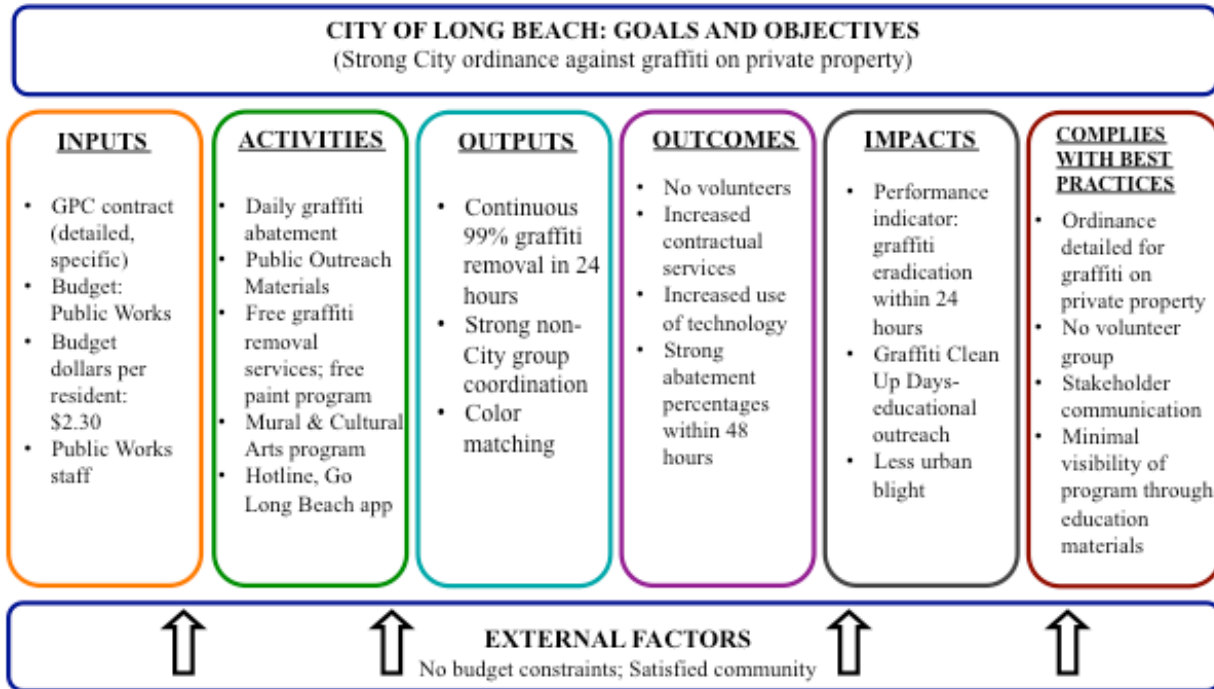 CITY OF LONG BEACH: GOALS AND OBJECTIVES
(Strong City ordinance against graffiti on private property)
INPUTS
• GPC contract
(detailed,
specific)
• Budget:
Public Works
• Budget
dollars per
resident:
$2.30
• Public Works
staff
ACTIVITIES
• Daily graffiti
abatement
• Public Outreach
Materials
• Free graffiti
removal
services; free
paint program
• Mural & Cultural
Arts program
• Hotline, Go
Long Beach app
OUTPUTS
• Continuous
99% graffiti
removal in 24
hours
• Strong non-
City group
coordination
• Color
matching
OUTCOMES
• No volunteers
• Increased
contractual
services
• Increased use
of technology
• Strong
abatement
percentages
within 48
hours
IMPACTS
• Performance
indicator:
graffiti
eradication
within 24
hours
• Graffiti Clean
Up Days-
educational
outreach
• Less urban
blight
COMPLIES
WITH BEST
PRACTICES
• Ordinance
detailed for
graffiti on
private property
• No volunteer
group
• Stakeholder
communication
• Minimal
visibility of
program through
education
materials
EXTERNAL FACTORS
No budget constraints; Satisfied community